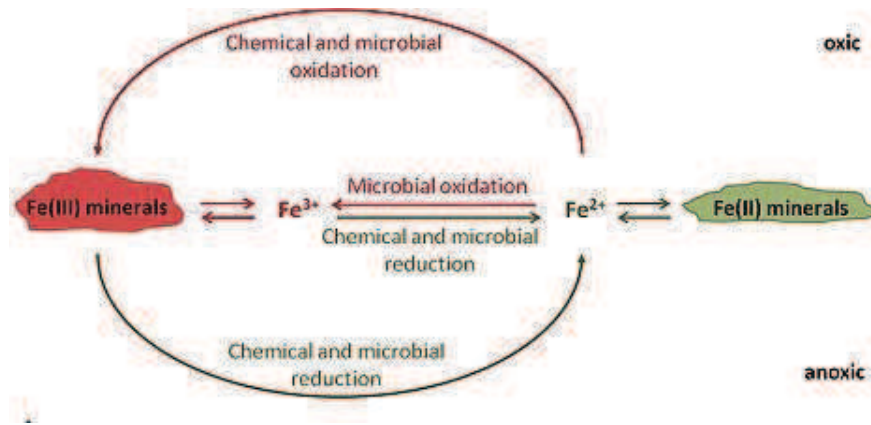 Chemical and microbial
oxidation
oxic
Fe(III) minerals
Fe³⁺
Microbial oxidation
Fe²⁺
Fe(II) minerals
Chemical and microbial
reduction
Chemical and microbial
reduction
anoxic